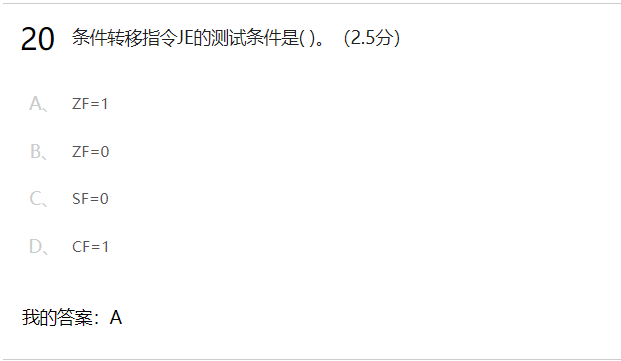 20 条件转移指令JE的测试条件是( )。（2.5分）
A、 ZF=1
B、 ZF=0
C、 SF=0
D、 CF=1
我的答案：A